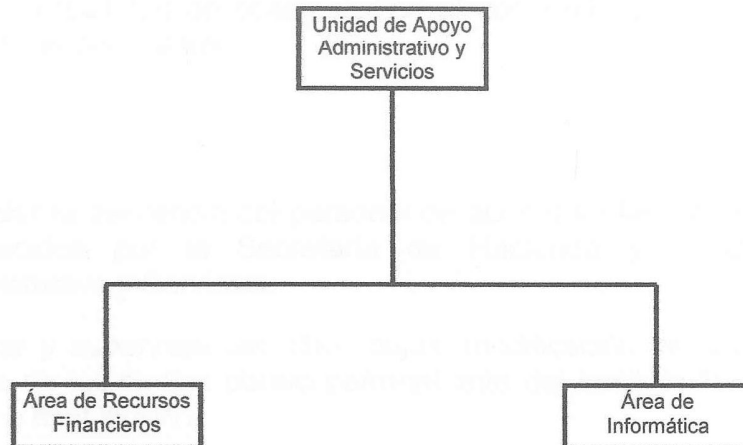 Unidad de Apoyo
Administrativo y
Servicios
Área de Recursos
Financieros
Área de
Informática